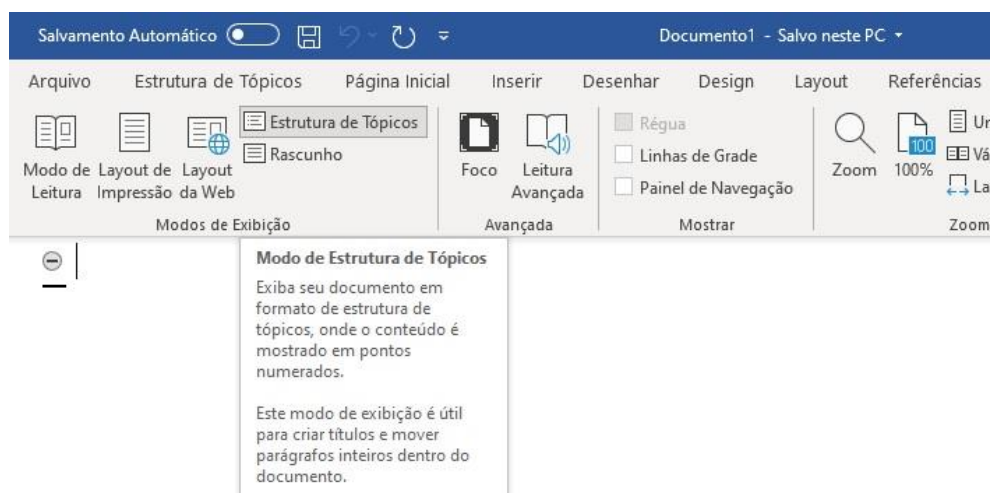 Salvamento Automático Documento1 - Salvo neste PC
Arquivo Estrutura de Tópicos Página Inicial Inserir Desenhar Design Layout Referências
Modo de Leitura
Layout de Impressão
Layout da Web
Estrutura de Tópicos
Rascunho
Modos de Exibição
Foco
Leitura Avançada
Avançada
Régua
Linhas de Grade
Painel de Navegação
Mostrar
Zoom
100
100%
Zoom
Modo de Estrutura de Tópicos
Exiba seu documento em
formato de estrutura de
tópicos, onde o conteúdo é
mostrado em pontos
numerados.
Este modo de exibição é útil
para criar títulos e mover
parágrafos inteiros dentro do
documento.